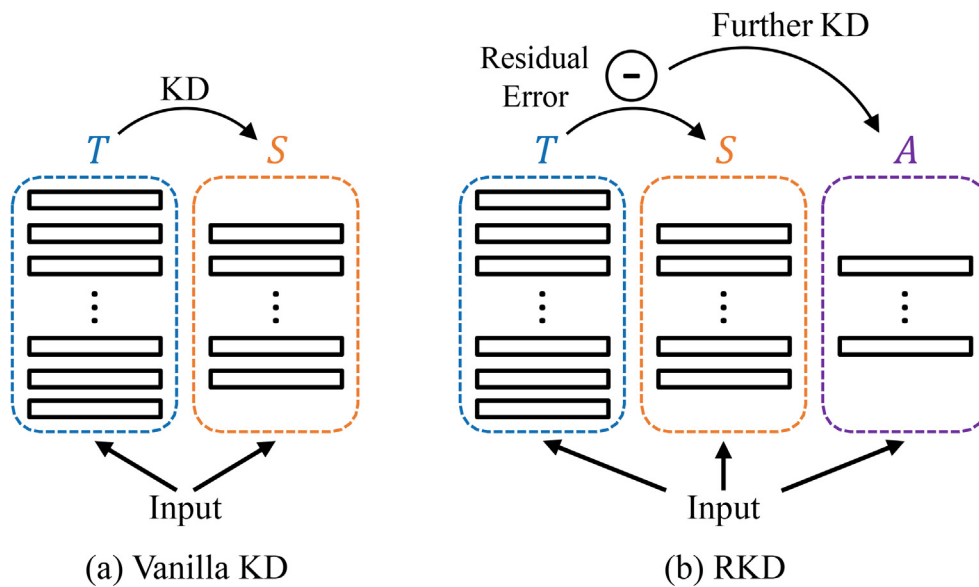 KD
T
S
Input
(a) Vanilla KD
Further KD
Residual
Error
-
T
S
A
Input
(b) RKD